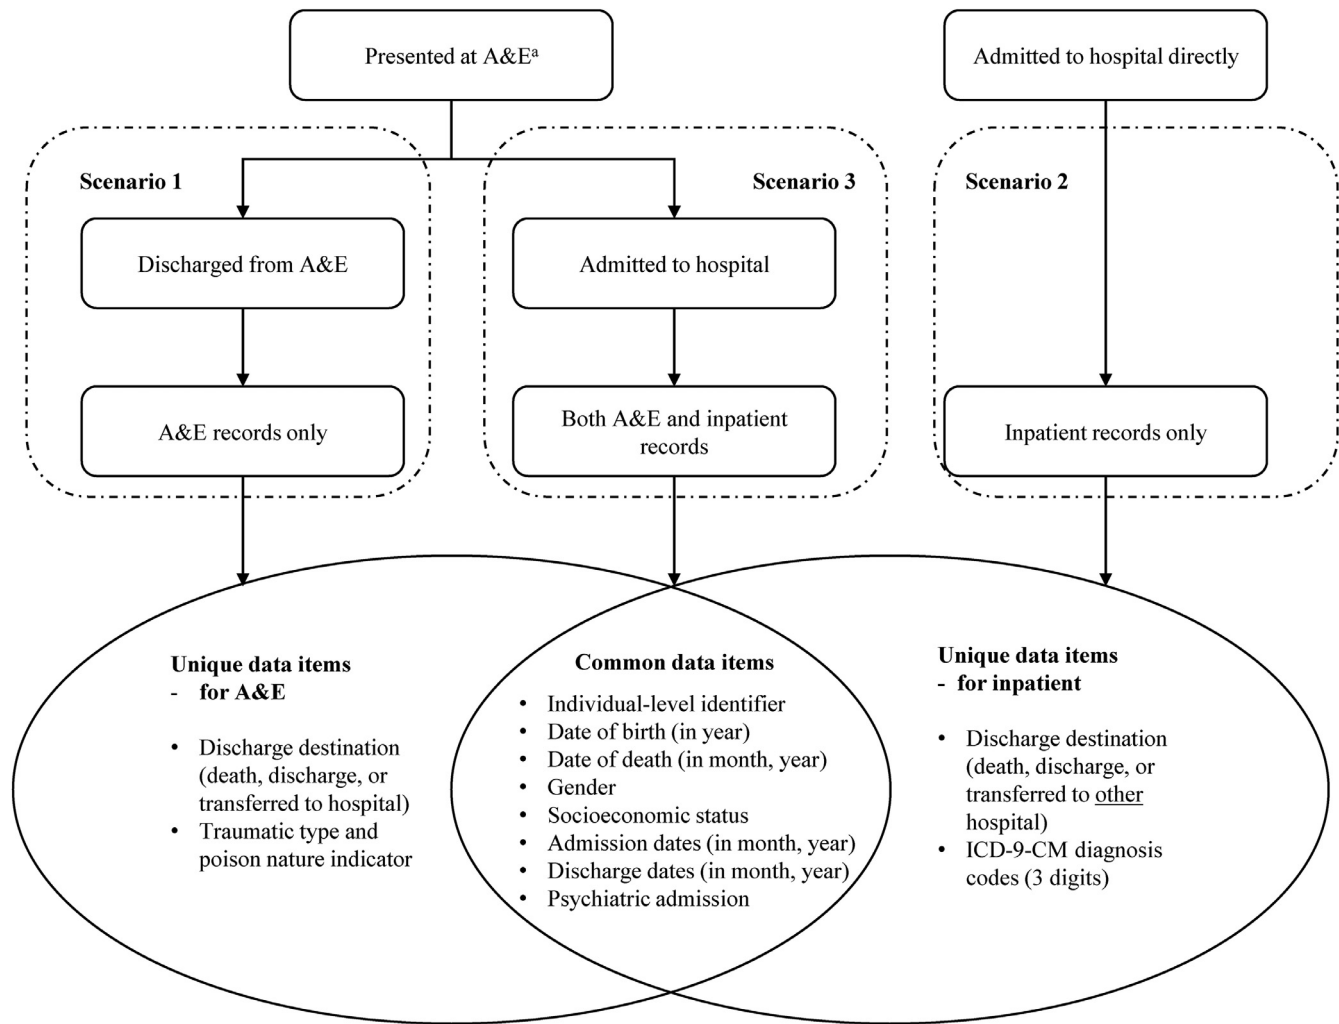 Presented at A&Eᵃ
Admitted to hospital directly
Scenario 1
Scenario 3
Scenario 2
Discharged from A&E
Admitted to hospital
A&E records only
Both A&E and inpatient
records
Inpatient records only
Unique data items
- for A&E
• Discharge destination
(death, discharge, or
transferred to hospital)
• Traumatic type and
poison nature indicator
Common data items
• Individual-level identifier
• Date of birth (in year)
• Date of death (in month, year)
• Gender
• Socioeconomic status
• Admission dates (in month, year)
• Discharge dates (in month, year)
• Psychiatric admission
Unique data items
- for inpatient
• Discharge destination
(death, discharge, or
transferred to other
hospital)
• ICD-9-CM diagnosis
codes (3 digits)